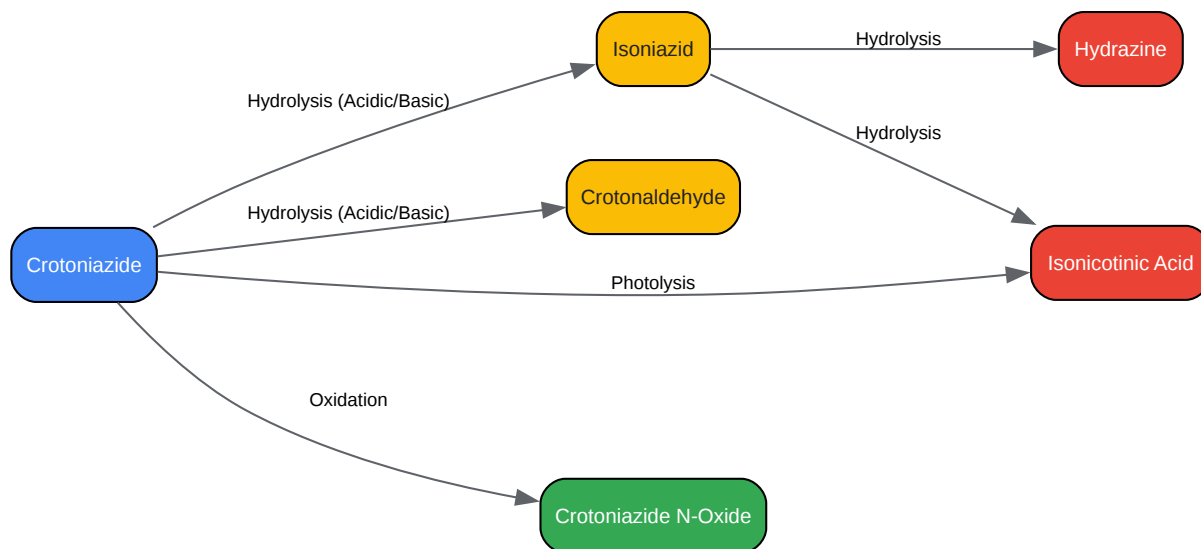 Isoniazid
Hydrolysis
Hydrazine
Hydrolysis (Acidic/Basic)
Hydrolysis
Crotonaldehyde
Hydrolysis (Acidic/Basic)
Crotoniazide
Isonicotinic Acid
Photolysis
Oxidation
Crotoniazide N-Oxide